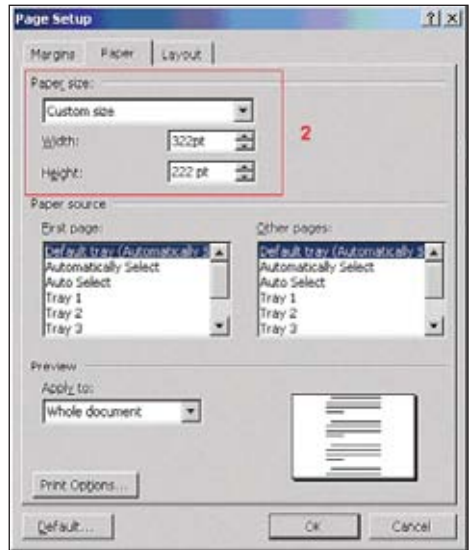 Page Setup
Margins Paper Layout
Paper size:
Custom size
Width: 322pt
2
Height: 222 pt
Paper source
First page: Other pages:
Default tray (Automatically S Default tray (Automatically S
Automatically Select Automatically Select
Auto Select Auto Select
Tray 1 Tray 1
Tray 2 Tray 2
Tray 3 Tray 3
Preview
Apply to:
Whole document
Print Options...
Default... OK Cancel